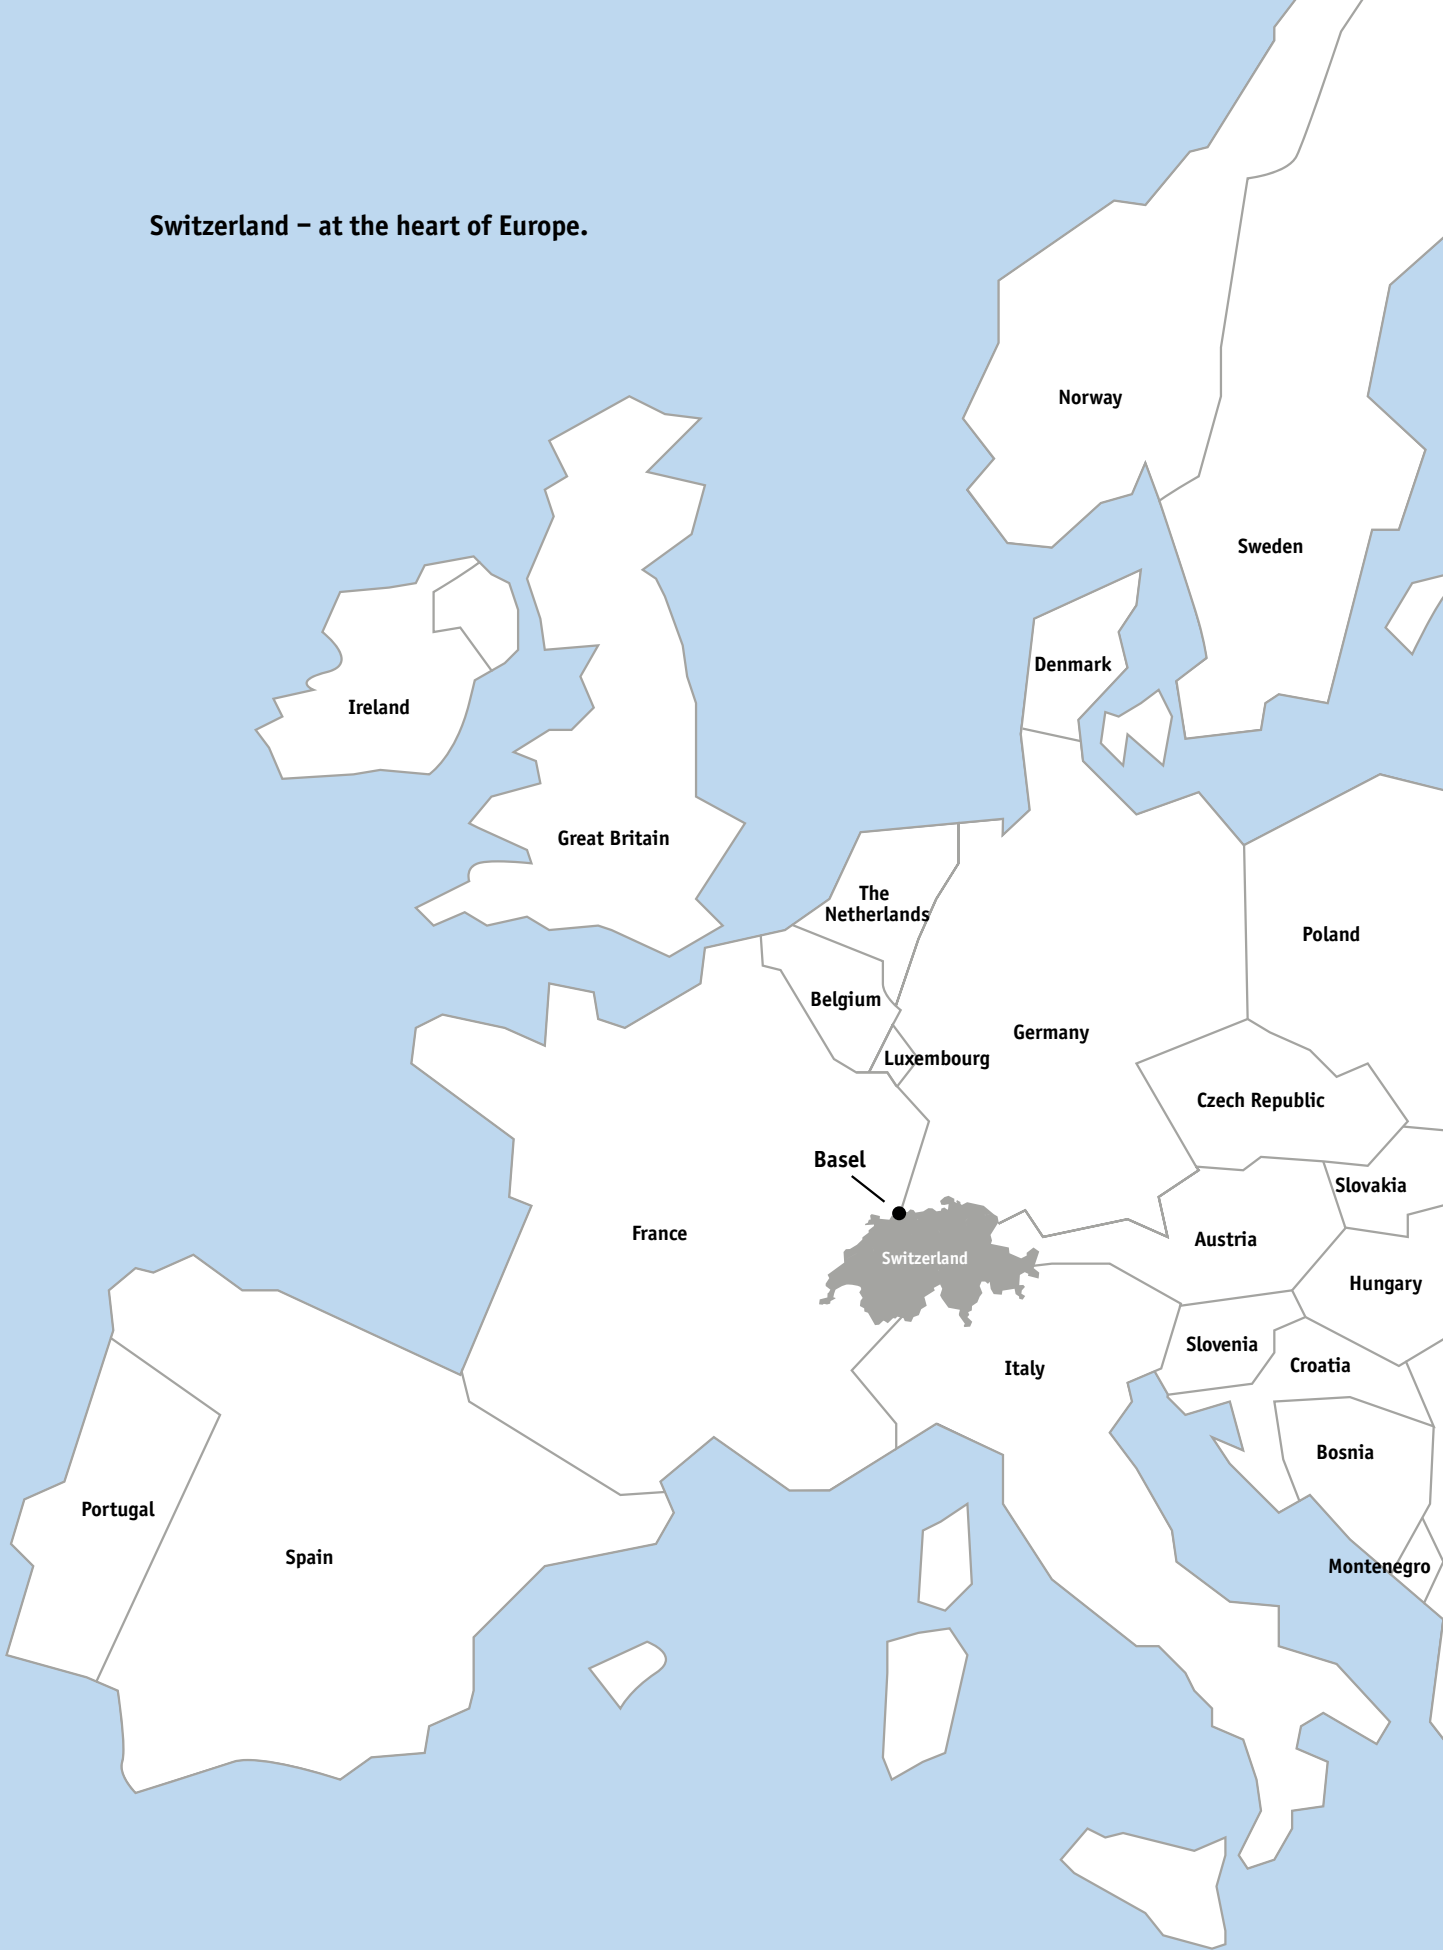 Switzerland – at the heart of Europe.
Norway
Sweden
Denmark
Ireland
Great Britain
The
Netherlands
Poland
Belgium
Germany
Luxembourg
Czech Republic
Basel
Slovakia
France
Austria
Switzerland
Hungary
Slovenia
Croatia
Italy
Bosnia
Portugal
Spain
Montenegro